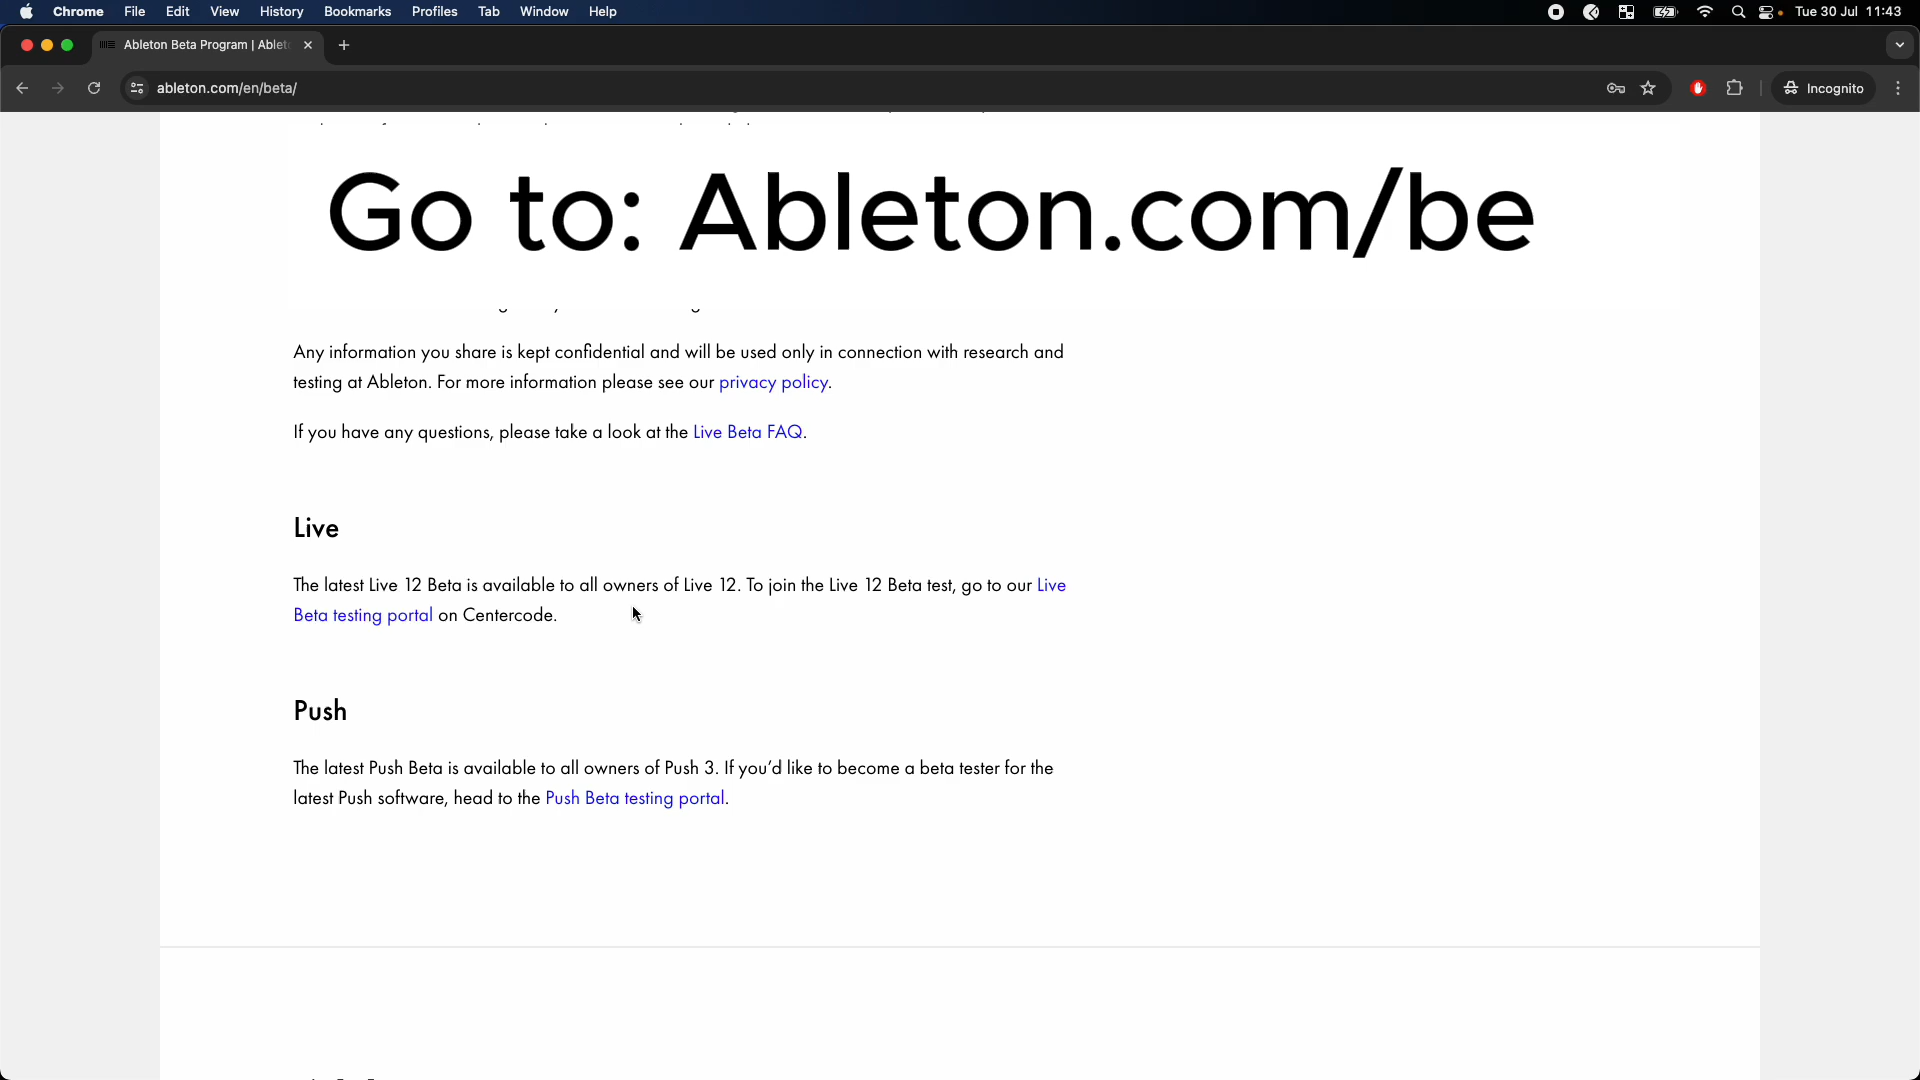 Chrome File Edit View History Bookmarks Profiles Tab Window Help Tue 30 Jul 11:43
Ableton Beta Program | Ablet
ableton.com/en/beta/ Incognito
Go to: Ableton.com/be
Any information you share is kept confidential and will be used only in connection with research and
testing at Ableton. For more information please see our privacy policy.
If you have any questions, please take a look at the Live Beta FAQ.
Live
The latest Live 12 Beta is available to all owners of Live 12. To join the Live 12 Beta test, go to our Live
Beta testing portal on Centercode.
Push
The latest Push Beta is available to all owners of Push 3. If you’d like to become a beta tester for the
latest Push software, head to the Push Beta testing portal.